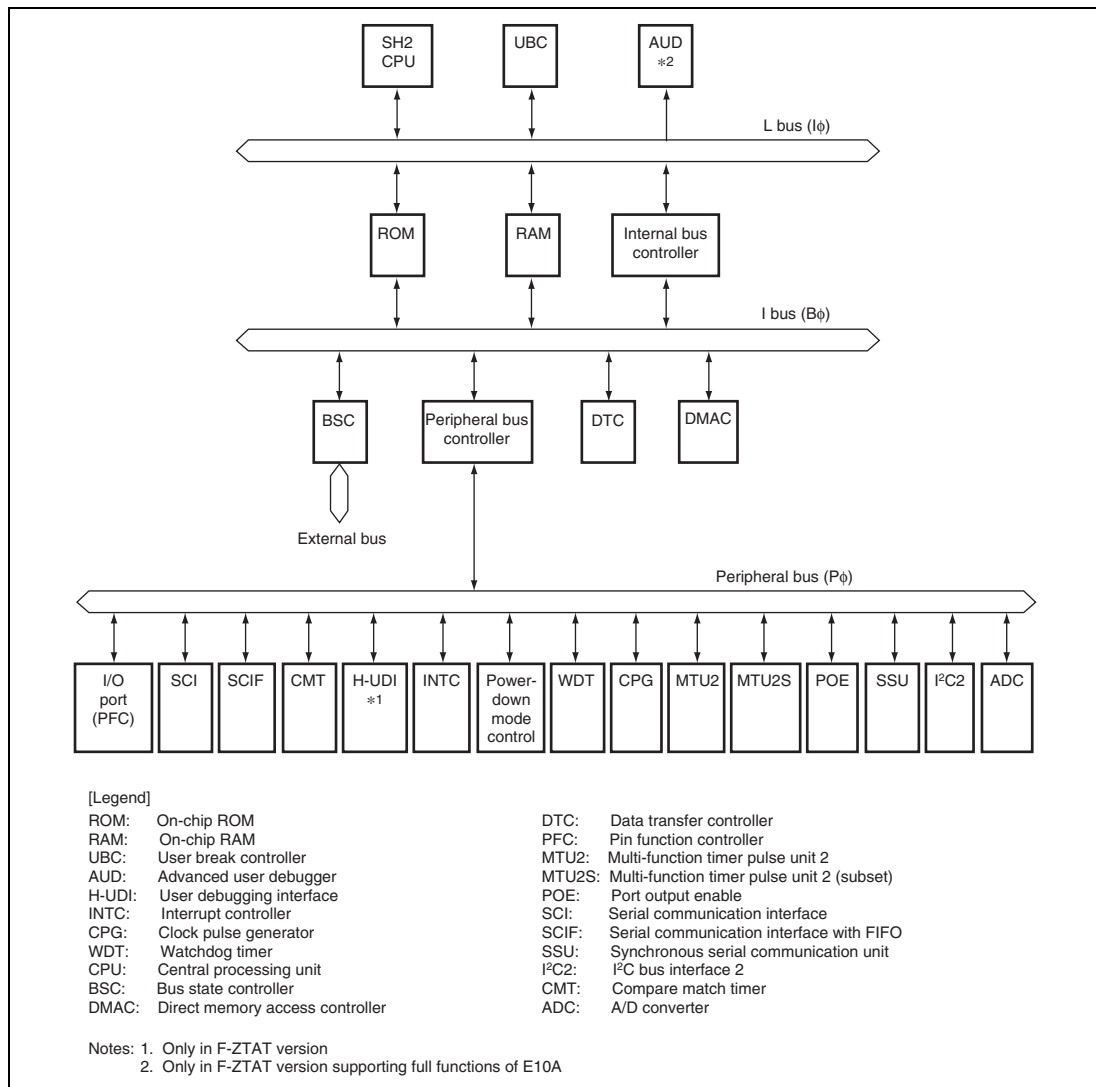 SH2
CPU
UBC
AUD
*2
L bus (Iϕ)
ROM
RAM
Internal bus
controller
I bus (Bϕ)
BSC
Peripheral bus
controller
DTC
DMAC
External bus
Peripheral bus (Pϕ)
I/O
port
(PFC)
SCI
SCIF
CMT
H-UDI
*1
INTC
Power-
down
mode
control
WDT
CPG
MTU2
MTU2S
POE
SSU
I²C2
ADC
[Legend]
ROM: On-chip ROM
RAM: On-chip RAM
UBC: User break controller
AUD: Advanced user debugger
H-UDI: User debugging interface
INTC: Interrupt controller
CPG: Clock pulse generator
WDT: Watchdog timer
CPU: Central processing unit
BSC: Bus state controller
DMAC: Direct memory access controller
DTC: Data transfer controller
PFC: Pin function controller
MTU2: Multi-function timer pulse unit 2
MTU2S: Multi-function timer pulse unit 2 (subset)
POE: Port output enable
SCI: Serial communication interface
SCIF: Serial communication interface with FIFO
SSU: Synchronous serial communication unit
I²C2: I²C bus interface 2
CMT: Compare match timer
ADC: A/D converter
Notes: 1. Only in F-ZTAT version
2. Only in F-ZTAT version supporting full functions of E10A